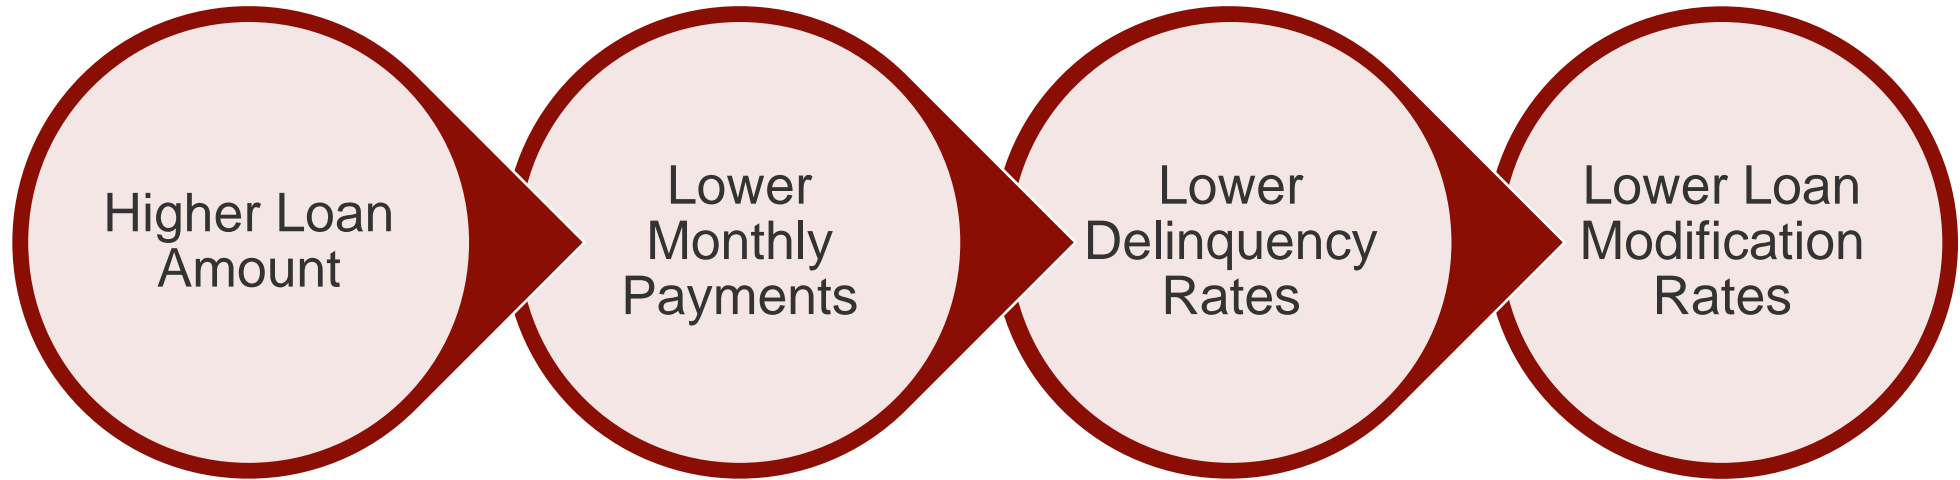 Higher Loan
Amount
Lower
Monthly
Payments
Lower
Delinquency
Rates
Lower Loan
Modification
Rates